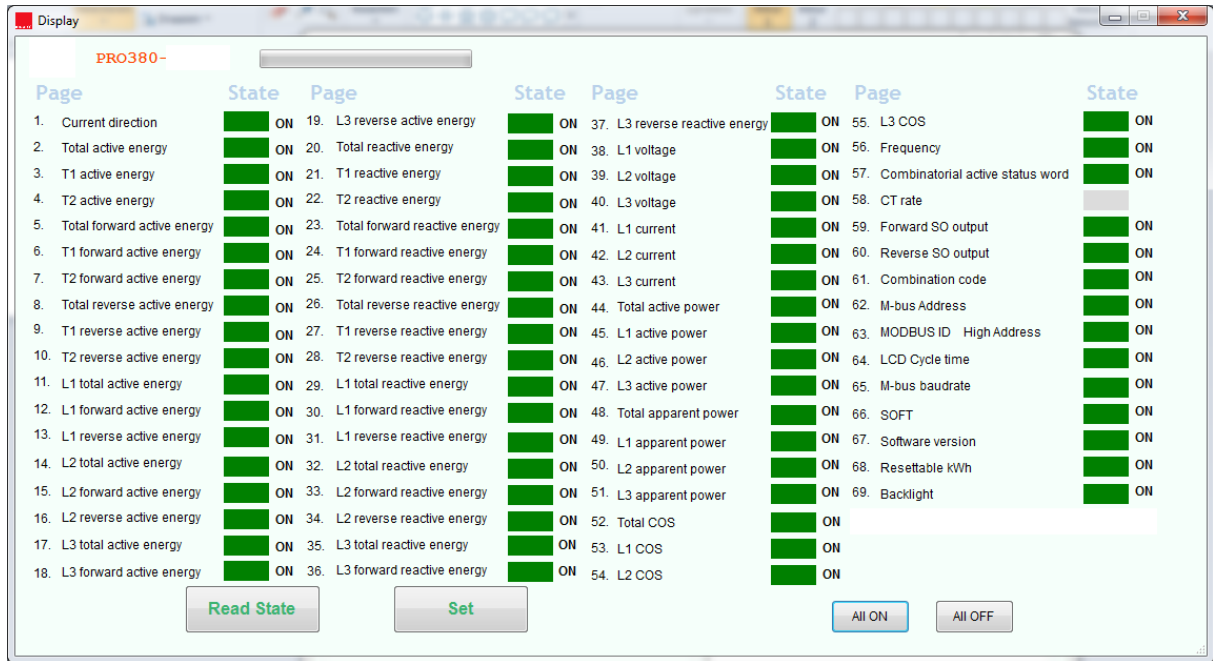 Display
PRO380-
Page State Page State Page State Page State
1. Current direction ON 19. L3 reverse active energy ON 37. L3 reverse reactive energy ON 55. L3 COS ON
2. Total active energy ON 20. Total reactive energy ON 38. L1 voltage ON 56. Frequency ON
3. T1 active energy ON 21. T1 reactive energy ON 39. L2 voltage ON 57. Combinatorial active status word ON
4. T2 active energy ON 22. T2 reactive energy ON 40. L3 voltage ON 58. CT rate
5. Total forward active energy ON 23. Total forward reactive energy ON 41. L1 current ON 59. Forward SO output ON
6. T1 forward active energy ON 24. T1 forward reactive energy ON 42. L2 current ON 60. Reverse SO output ON
7. T2 forward active energy ON 25. T2 forward reactive energy ON 43. L3 current ON 61. Combination code ON
8. Total reverse active energy ON 26. Total reverse reactive energy ON 44. Total active power ON 62. M-bus Address ON
9. T1 reverse active energy ON 27. T1 reverse reactive energy ON 45. L1 active power ON 63. MODBUS ID High Address ON
10. T2 reverse active energy ON 28. T2 reverse reactive energy ON 46. L2 active power ON 64. LCD Cycle time ON
11. L1 total active energy ON 29. L1 total reactive energy ON 47. L3 active power ON 65. M-bus baudrate ON
12. L1 forward active energy ON 30. L1 forward reactive energy ON 48. Total apparent power ON 66. SOFT ON
13. L1 reverse active energy ON 31. L1 reverse reactive energy ON 49. L1 apparent power ON 67. Software version ON
14. L2 total active energy ON 32. L2 total reactive energy ON 50. L2 apparent power ON 68. Resettable kWh ON
15. L2 forward active energy ON 33. L2 forward reactive energy ON 51. L3 apparent power ON 69. Backlight ON
16. L2 reverse active energy ON 34. L2 reverse reactive energy ON 52. Total COS ON
17. L3 total active energy ON 35. L3 total reactive energy ON 53. L1 COS ON
18. L3 forward active energy ON 36. L3 forward reactive energy ON 54. L2 COS ON
Read State Set All ON All OFF